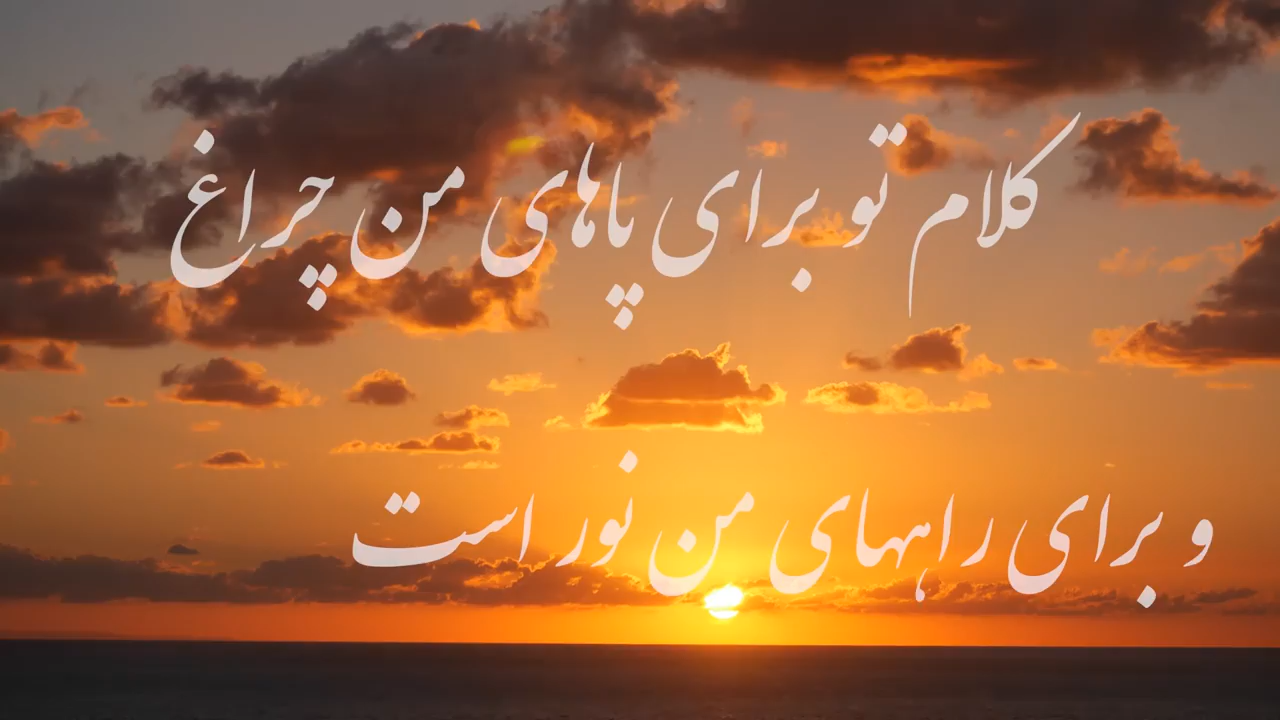 کلام تو برای پاهای من چراغ
و برای راههای من نور است